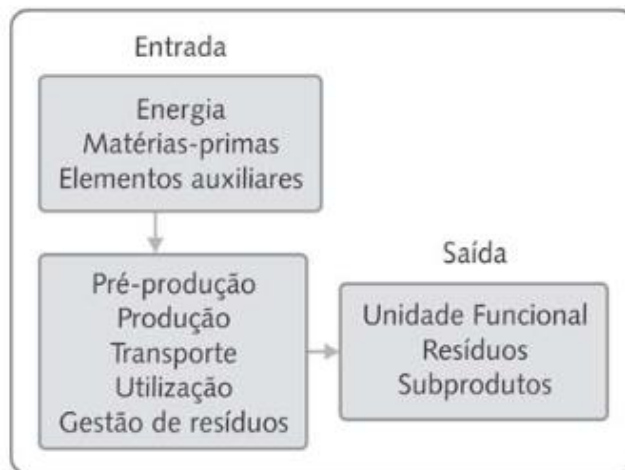 Entrada
Energia
Matérias-primas
Elementos auxiliares
Pré-produção
Produção
Transporte
Utilização
Gestão de resíduos
Saída
Unidade Funcional
Resíduos
Subprodutos